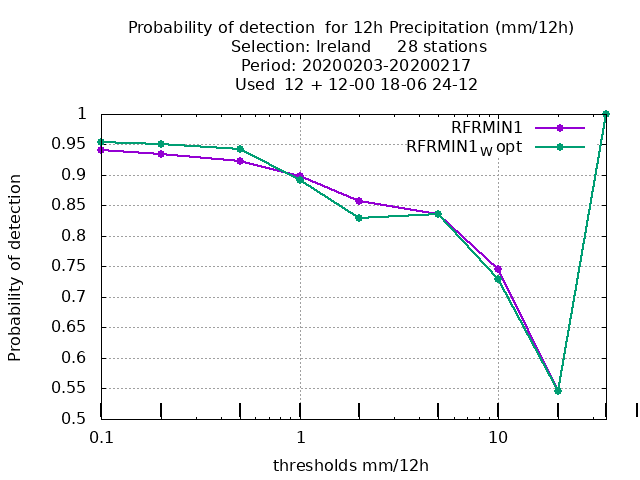 Probability of detection  for 12h Precipitation (mm/12h)
Selection: Ireland     28 stations
Period: 20200203-20200217
Used  12 + 12-00 18-06 24-12
RFRMIN1
RFRMIN1W opt
1
0.95
0.9
0.85
0.8
0.75
0.7
0.65
0.6
0.55
0.5
Probability of detection
0.1 1 10
thresholds mm/12h